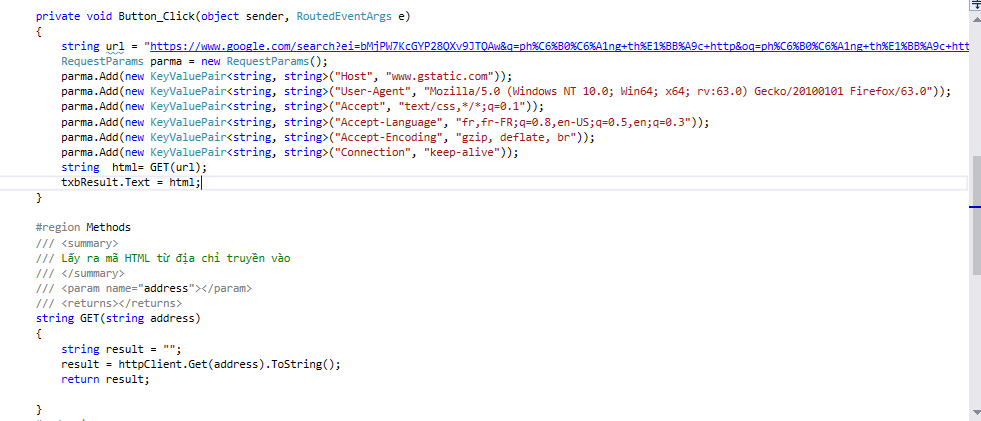 private void Button_Click(object sender, RoutedEventArgs e)
{
string url = "https://www.google.com/search?ei=bMjPW7KcGYP28QXv9JTQAw&q=ph%C6%B0%C6%A1ng+th%E1%BB%A9c+http&oq=ph%C6%B0%C6%A1ng+th%E1%BB%A9c+htt
RequestParams parma = new RequestParams();
parma.Add(new KeyValuePair<string, string>("Host", "www.gstatic.com"));
parma.Add(new KeyValuePair<string, string>("User-Agent", "Mozilla/5.0 (Windows NT 10.0; Win64; x64; rv:63.0) Gecko/20100101 Firefox/63.0"));
parma.Add(new KeyValuePair<string, string>("Accept", "text/css,*/*;q=0.1"));
parma.Add(new KeyValuePair<string, string>("Accept-Language", "fr,fr-FR;q=0.8,en-US;q=0.5,en;q=0.3"));
parma.Add(new KeyValuePair<string, string>("Accept-Encoding", "gzip, deflate, br"));
parma.Add(new KeyValuePair<string, string>("Connection", "keep-alive"));
string  html= GET(url);
txbResult.Text = html;
}
#region Methods
/// <summary>
/// Lấy ra mã HTML từ địa chỉ truyền vào
/// </summary>
/// <param name="address"></param>
/// <returns></returns>
string GET(string address)
{
string result = "";
result = httpClient.Get(address).ToString();
return result;
}